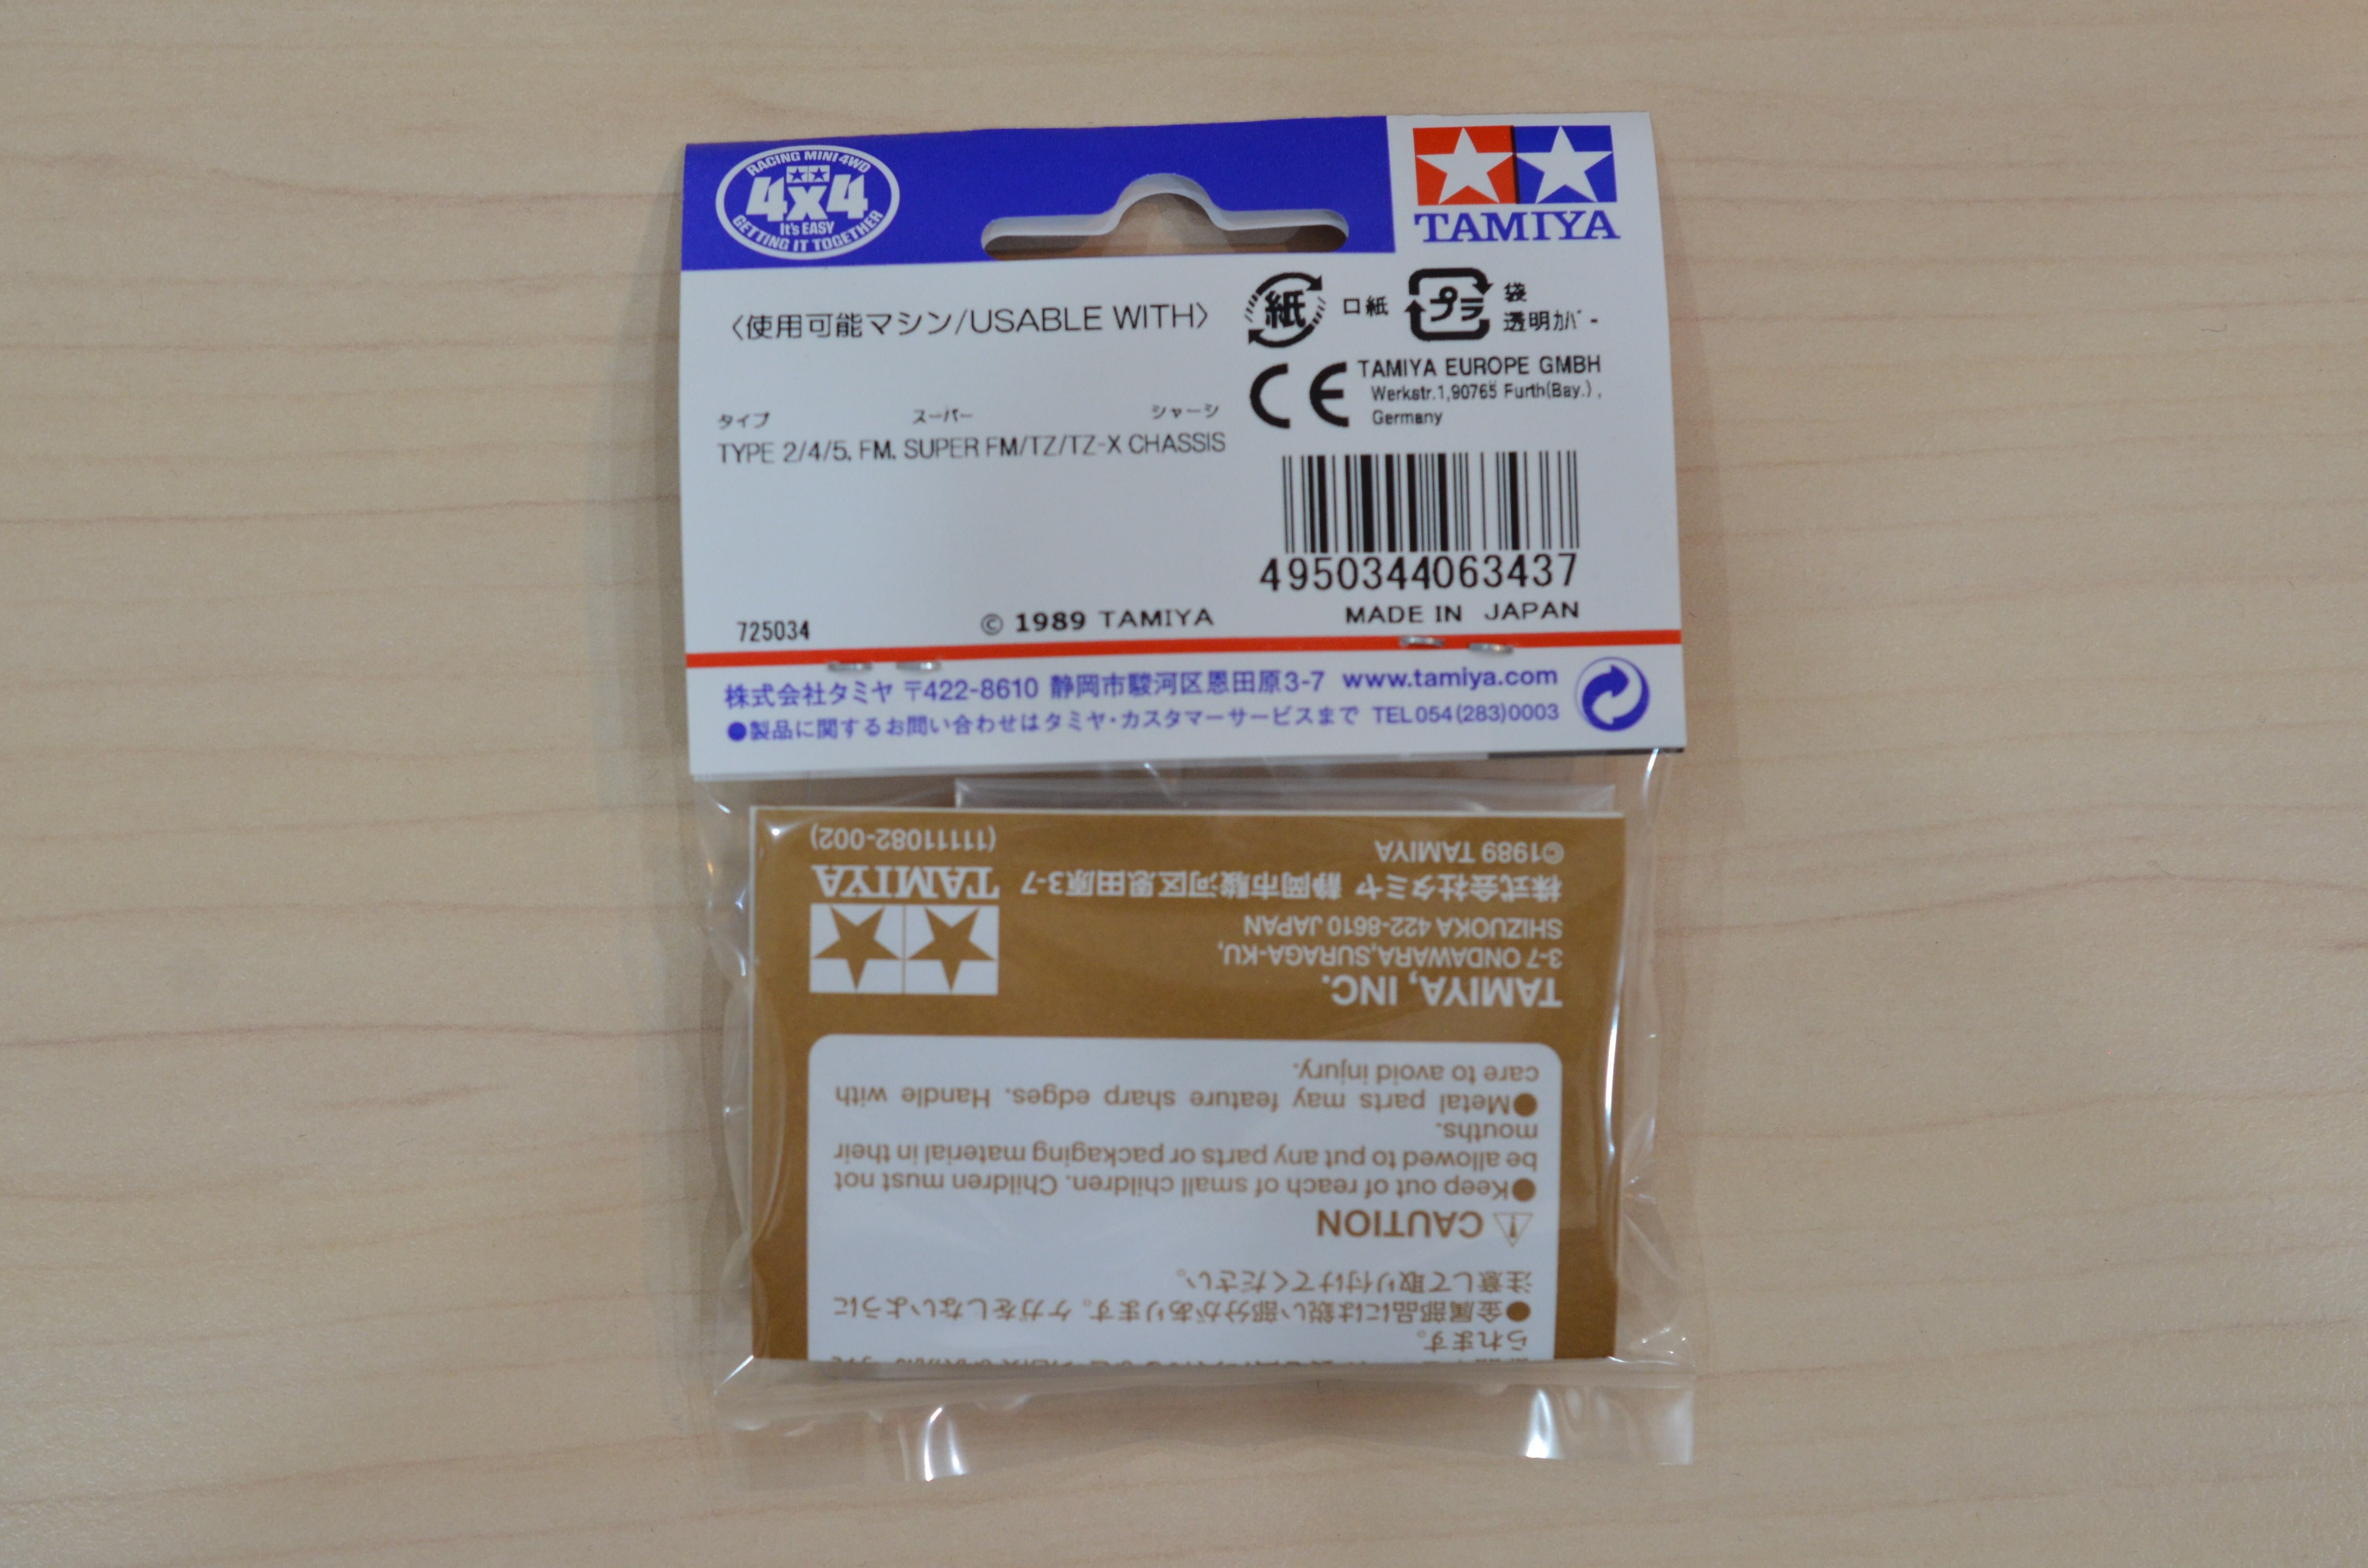 RACING MINI 4WD
4x4
It's EASY
GETTING IT TOGETHER
TAMIYA
〈使用可能マシン/USABLE WITH〉
紙 口紙 プラ 袋
透明カバー
TAMIYA EUROPE GMBH
Werkstr.1,90765 Furth(Bay.),
Germany
タイプ スーパー シャーシ
TYPE 2/4/5, FM, SUPER FM/TZ/TZ-X CHASSIS
4950344063437
725034 © 1989 TAMIYA MADE IN JAPAN
株式会社タミヤ 〒422-8610 静岡市駿河区恩田原3-7 www.tamiya.com
●製品に関するお問い合わせはタミヤ・カスタマーサービスまで TEL054(283)0003
られます。
●金属部品には鋭い部分があります。ケガをしないように
注意して取り付けてください。
CAUTION
●Keep out of reach of small children. Children must not
be allowed to put any parts or packaging material in their
mouths.
●Metal parts may feature sharp edges. Handle with
care to avoid injury.
TAMIYA, INC.
3-7 ONDAWARA,SURAGA-KU,
SHIZUOKA 422-8610 JAPAN
株式会社タミヤ 静岡市駿河区恩田原3-7
©1989 TAMIYA
TAMIYA
(11111082-002)